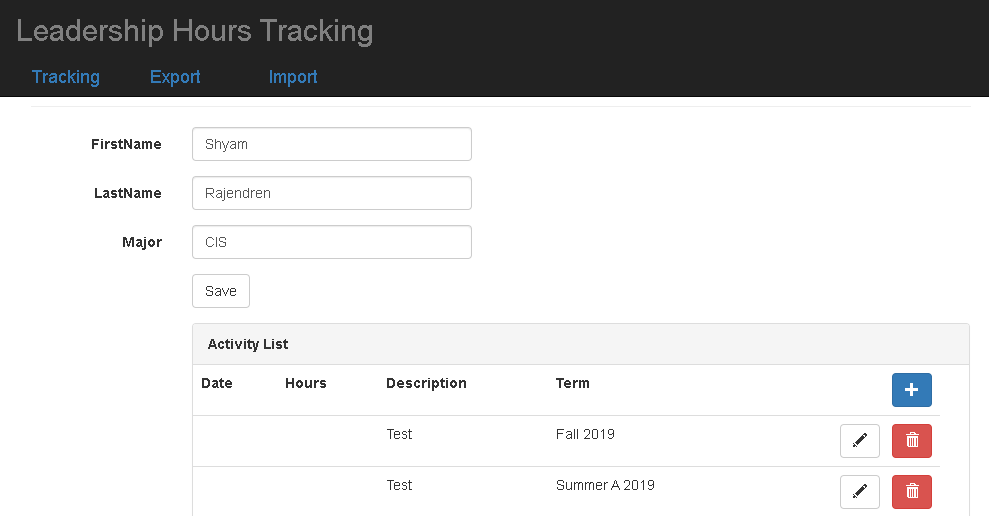 Leadership Hours Tracking
Tracking Export Import
FirstName Shyam
LastName Rajendren
Major CIS
Save
Activity List
Date Hours Description Term
Test Fall 2019
Test Summer A 2019